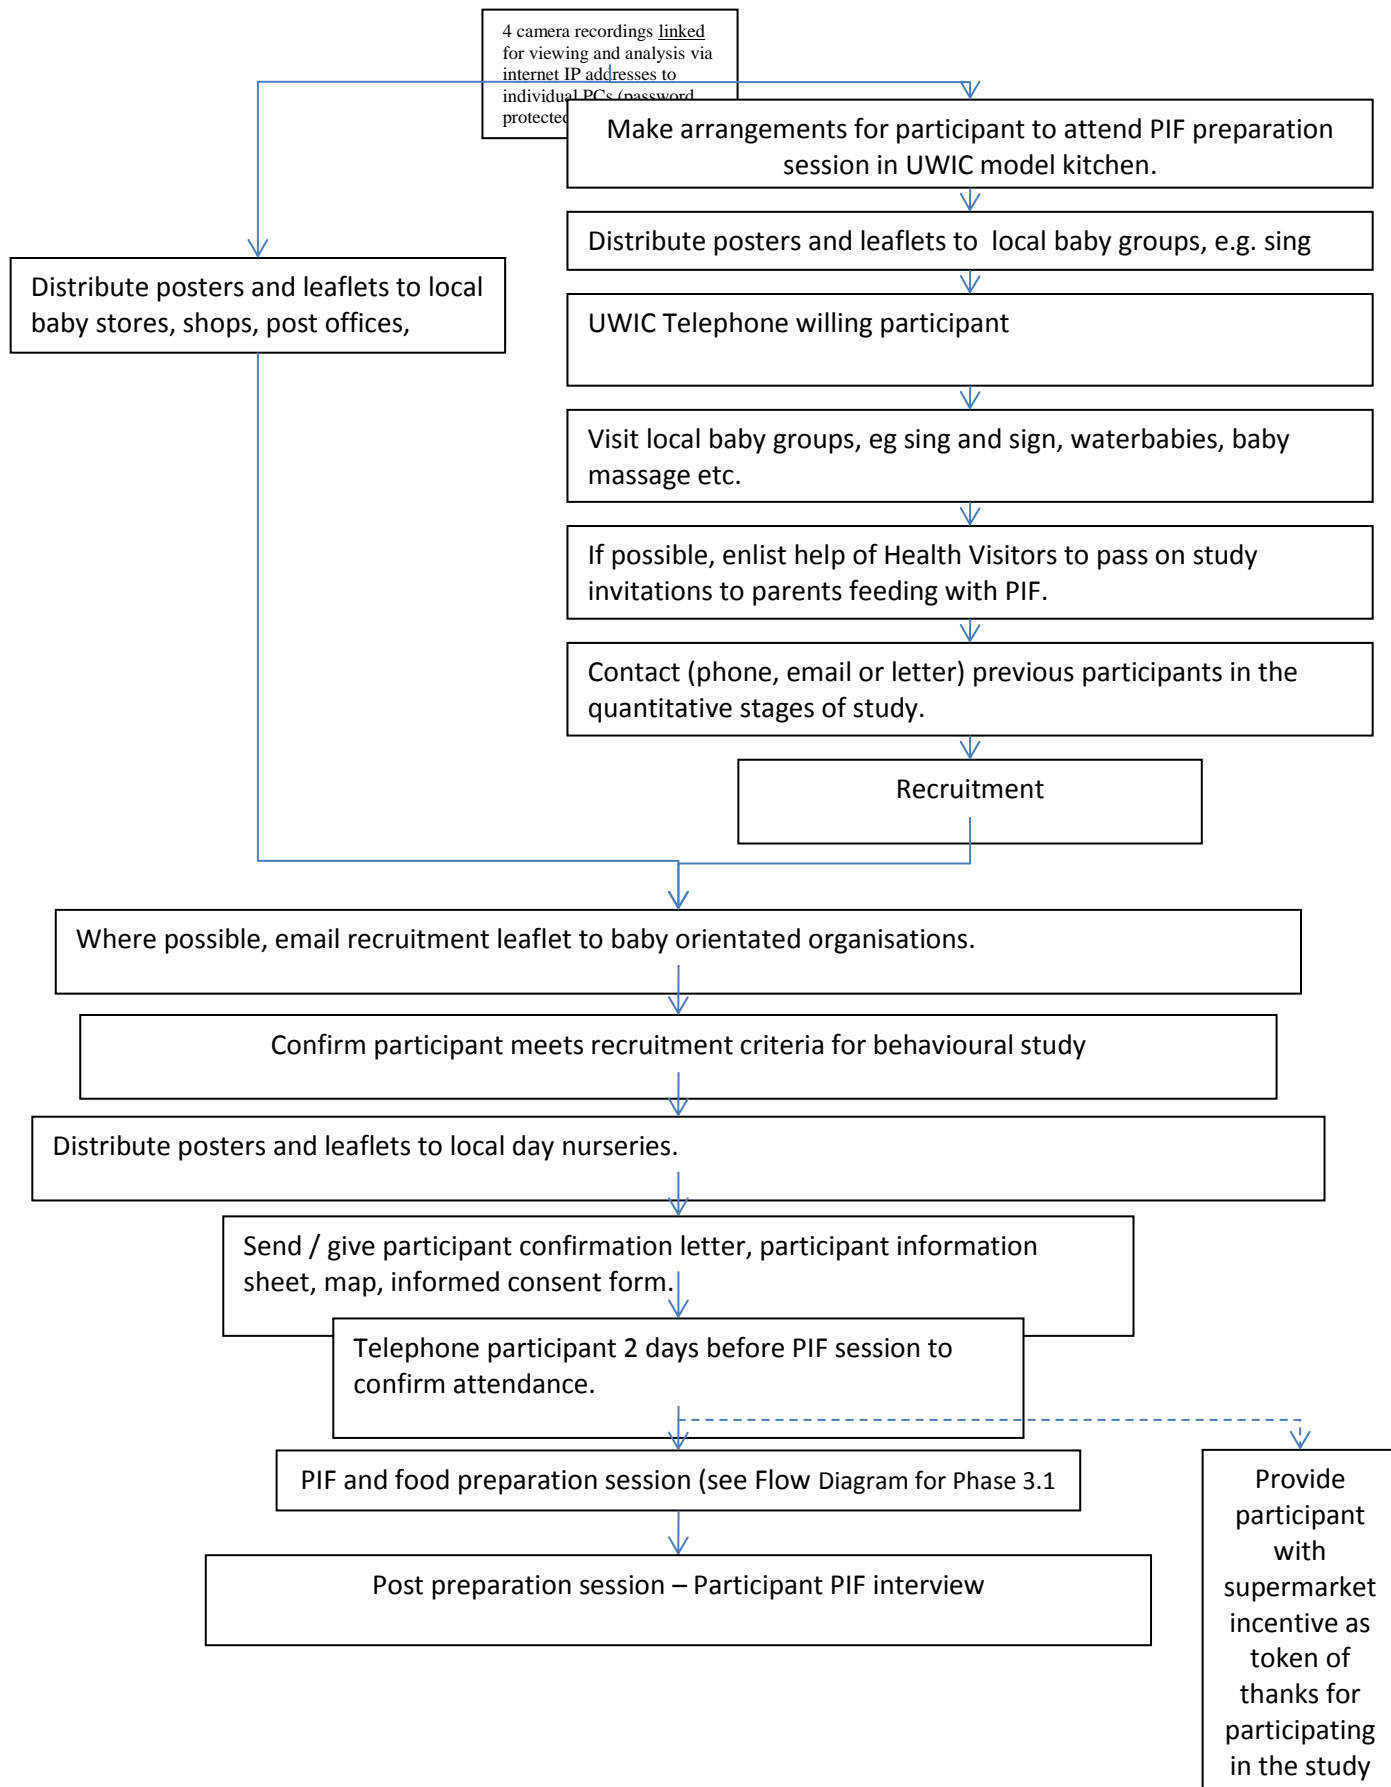 4 camera recordings linked
for viewing and analysis via
internet IP addresses to
individual PCs (password
protected
Make arrangements for participant to attend PIF preparation
session in UWIC model kitchen.
Distribute posters and leaflets to  local baby groups, e.g. sing
Distribute posters and leaflets to local
baby stores, shops, post offices,
UWIC Telephone willing participant
Visit local baby groups, eg sing and sign, waterbabies, baby
massage etc.
If possible, enlist help of Health Visitors to pass on study
invitations to parents feeding with PIF.
Contact (phone, email or letter) previous participants in the
quantitative stages of study.
Recruitment
Where possible, email recruitment leaflet to baby orientated organisations.
Confirm participant meets recruitment criteria for behavioural study
Distribute posters and leaflets to local day nurseries.
Send / give participant confirmation letter, participant information
sheet, map, informed consent form.
Telephone participant 2 days before PIF session to
confirm attendance.
PIF and food preparation session (see Flow Diagram for Phase 3.1
Post preparation session – Participant PIF interview
Provide
participant
with
supermarket
incentive as
token of
thanks for
participating
in the study